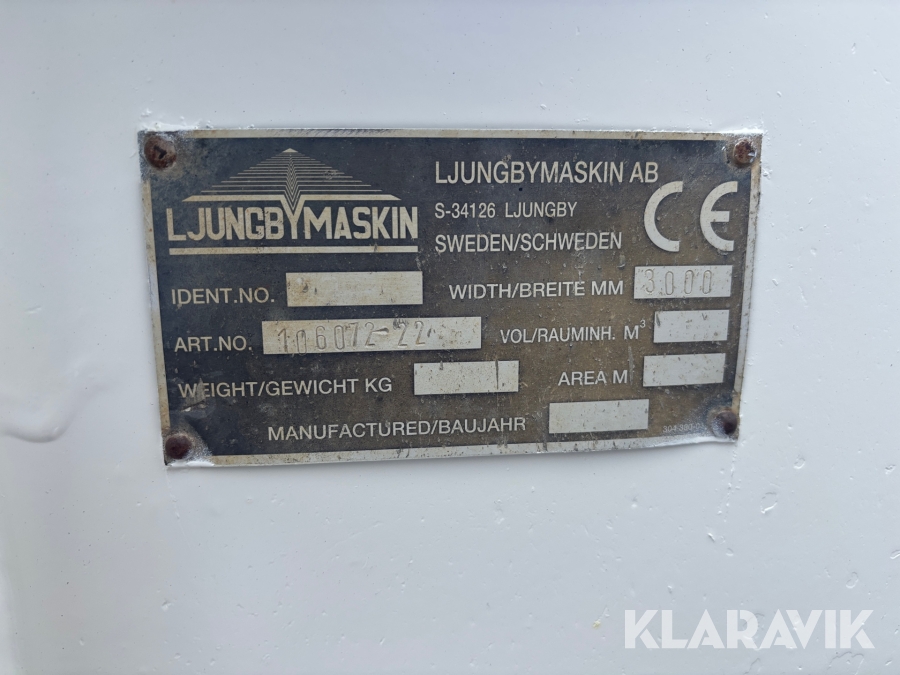 LJUNGBYMASKIN
LJUNGBYMASKIN AB
S-34126 LJUNGBY
SWEDEN/SCHWEDEN
CE
IDENT.NO.
WIDTH/BREITE MM 3000
ART.NO. 106072-22
VOL/RAUMINH. M³
WEIGHT/GEWICHT KG
AREA M
MANUFACTURED/BAUJAHR
KLARAVIK